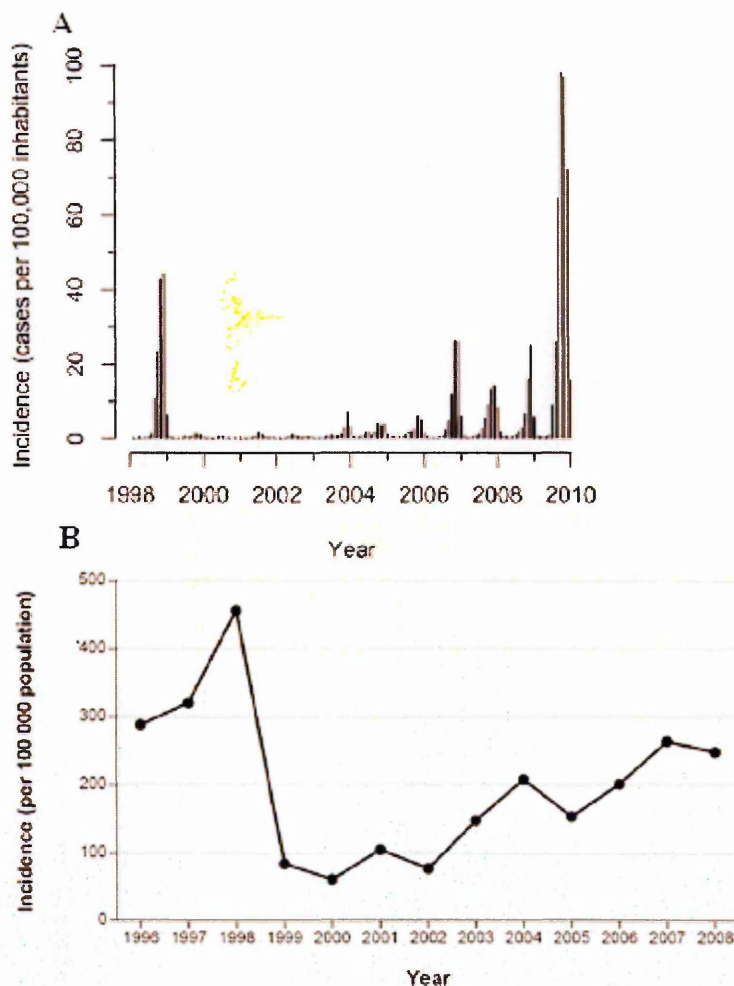 A
Incidence (cases per 100,000 inhabitants)
100
80
60
40
20
0
1998 2000 2002 2004 2006 2008 2010
Year
B
Incidence (per 100 000 population)
500
400
300
200
100
0
1996 1997 1998 1999 2000 2001 2002 2003 2004 2005 2006 2007 2008
Year